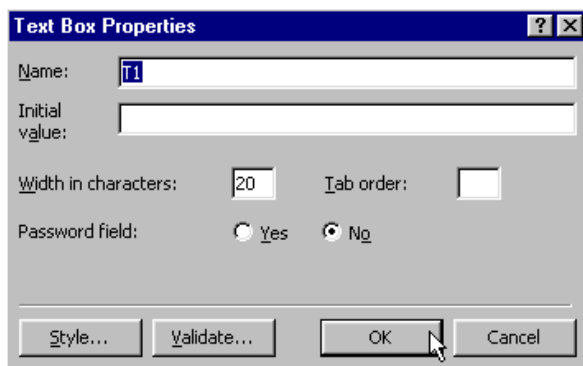 Text Box Properties ? X
Name: T1
Initial value:
Width in characters: 20 Tab order:
Password field: Yes No
Style... Validate... OK Cancel